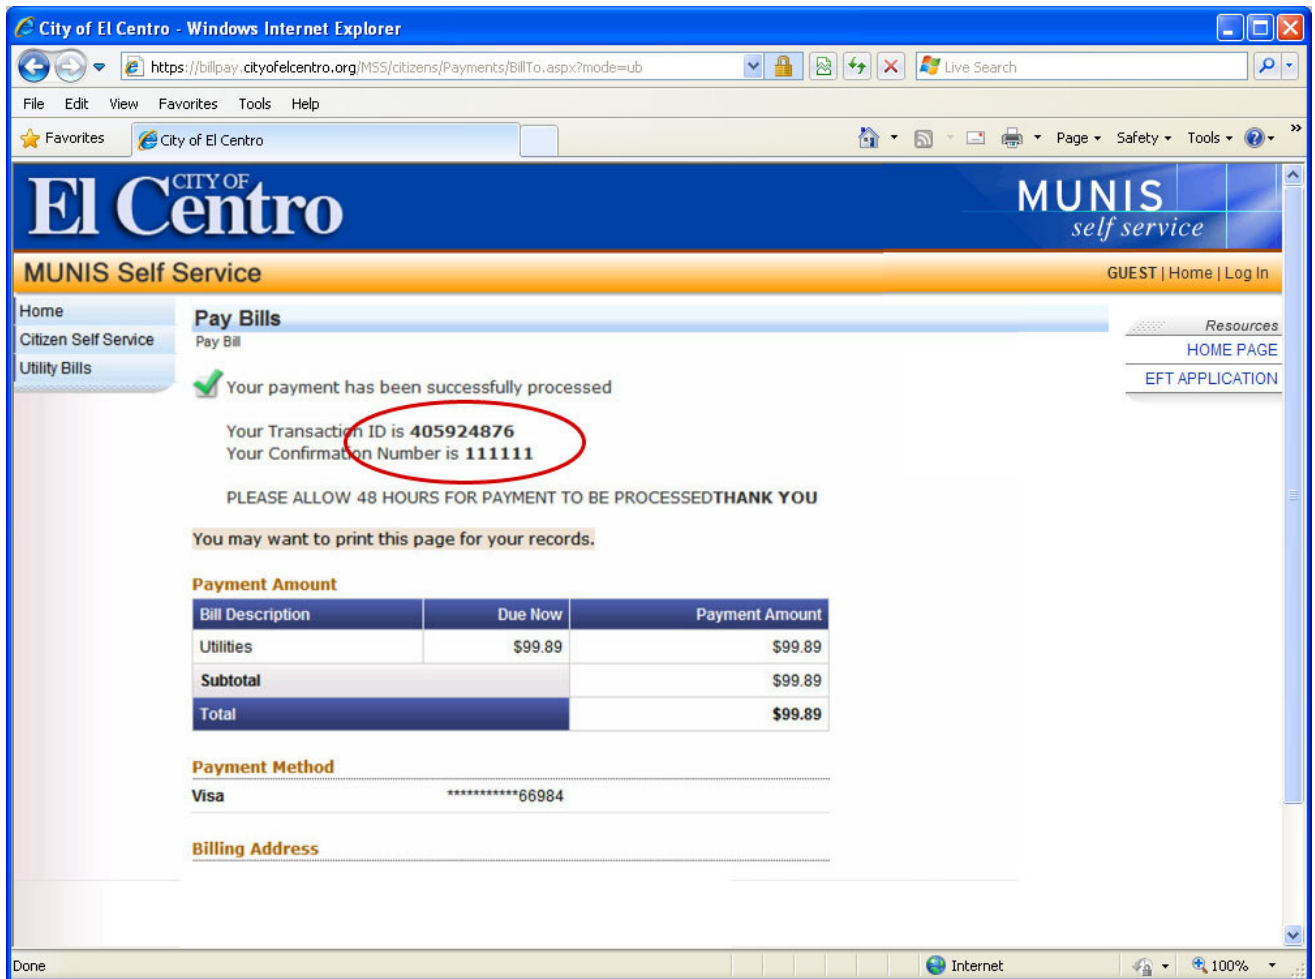 City of El Centro - Windows Internet Explorer
https://billpay.cityofelcentro.org/MSS/citizens/Payments/BillTo.aspx?mode=ub
Live Search
File Edit View Favorites Tools Help
Favorites City of El Centro Page Safety Tools »
CITY OF
El Centro
MUNIS
self service
MUNIS Self Service GUEST | Home | Log In
Home
Citizen Self Service
Utility Bills
Pay Bills
Pay Bill
Your payment has been successfully processed
Your Transaction ID is 405924876
Your Confirmation Number is 111111
PLEASE ALLOW 48 HOURS FOR PAYMENT TO BE PROCESSEDTHANK YOU
You may want to print this page for your records.
Payment Amount
Bill Description Due Now Payment Amount
Utilities $99.89 $99.89
Subtotal $99.89
Total $99.89
Payment Method
Visa ***********66984
Billing Address
Resources
HOME PAGE
EFT APPLICATION
Done Internet 100%